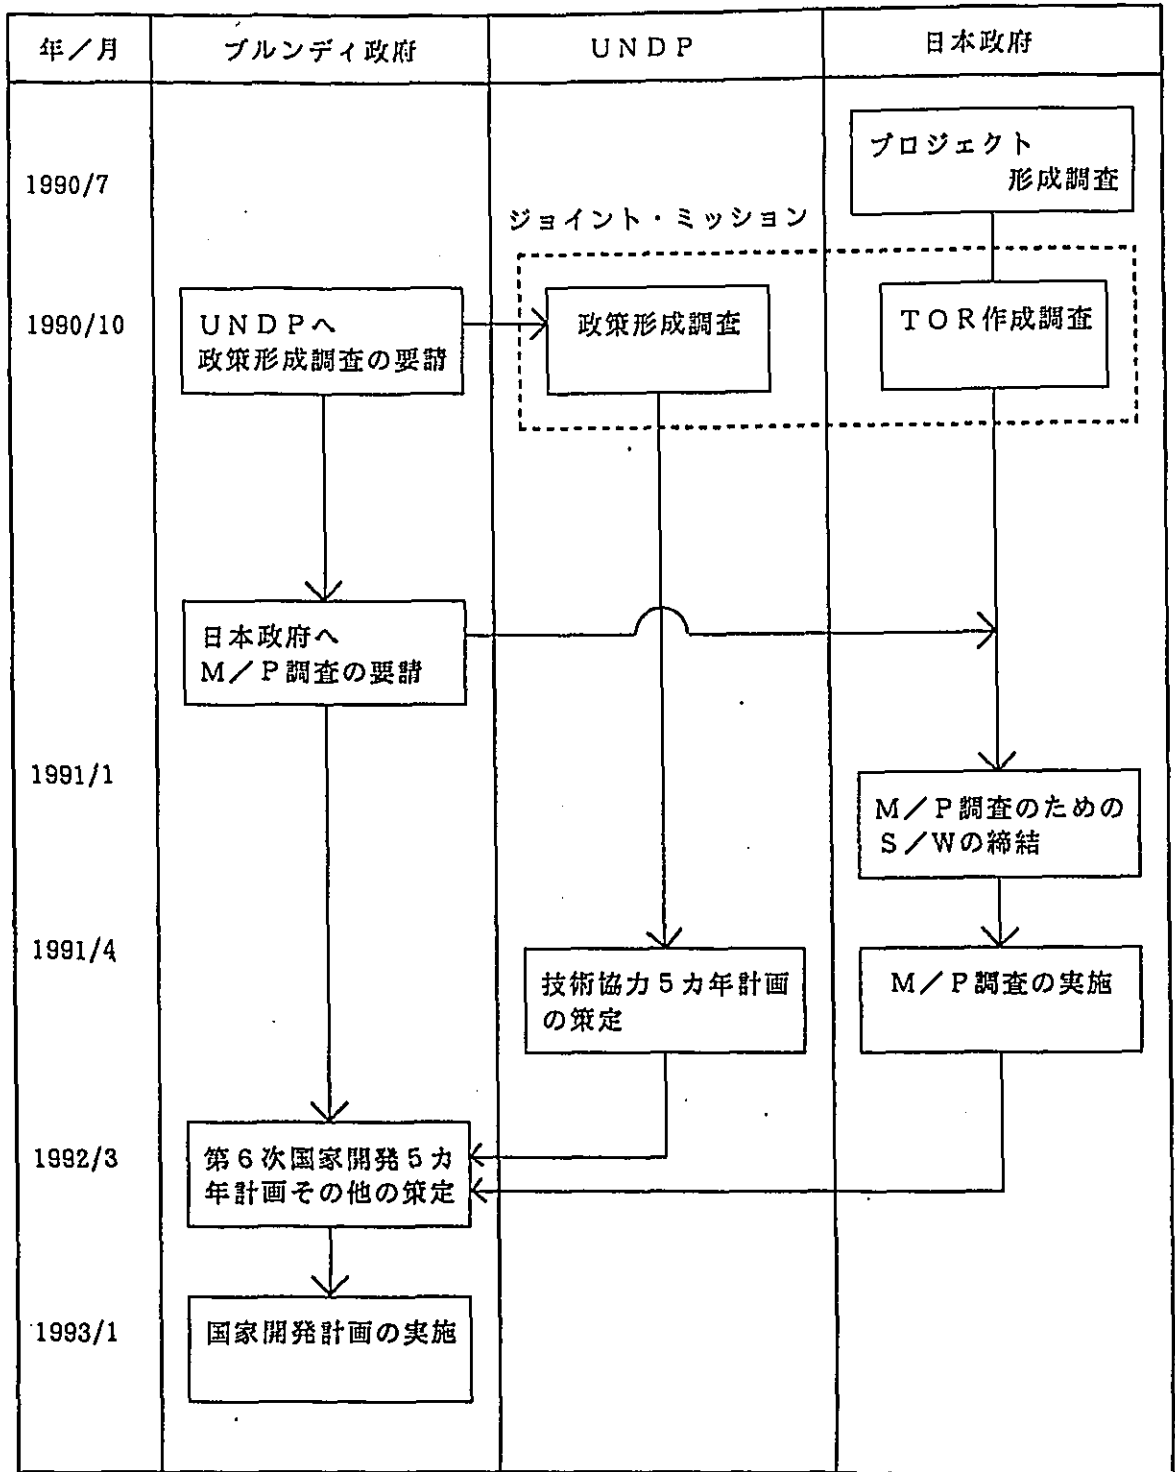 年／月
ブルンディ政府
ＵＮＤＰ
日本政府
1990/7
プロジェクト
形成調査
ジョイント・ミッション
1990/10
ＵＮＤＰへ
政策形成調査の要請
政策形成調査
ＴＯＲ作成調査
日本政府へ
Ｍ／Ｐ調査の要請
1991/1
Ｍ／Ｐ調査のための
Ｓ／Ｗの締結
1991/4
技術協力５カ年計画
の策定
Ｍ／Ｐ調査の実施
1992/3
第６次国家開発５カ
年計画その他の策定
1993/1
国家開発計画の実施